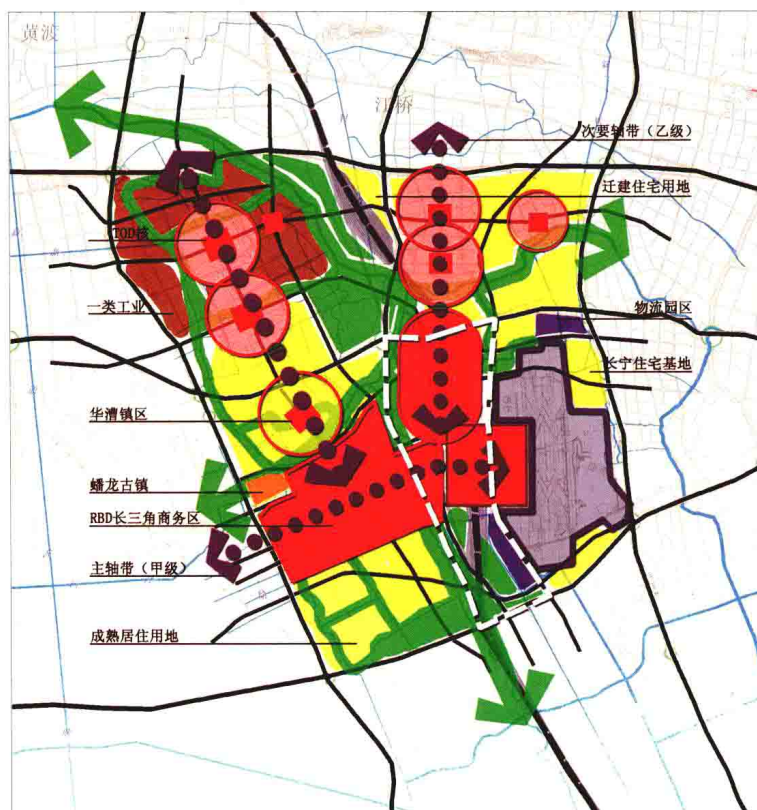 黄渡
江桥
次要轴带（乙级）
迁建住宅用地
TOD核
一类工业
物流园区
长宁住宅基地
华漕镇区
蟠龙古镇
RBD长三角商务区
主轴带（甲级）
成熟居住用地